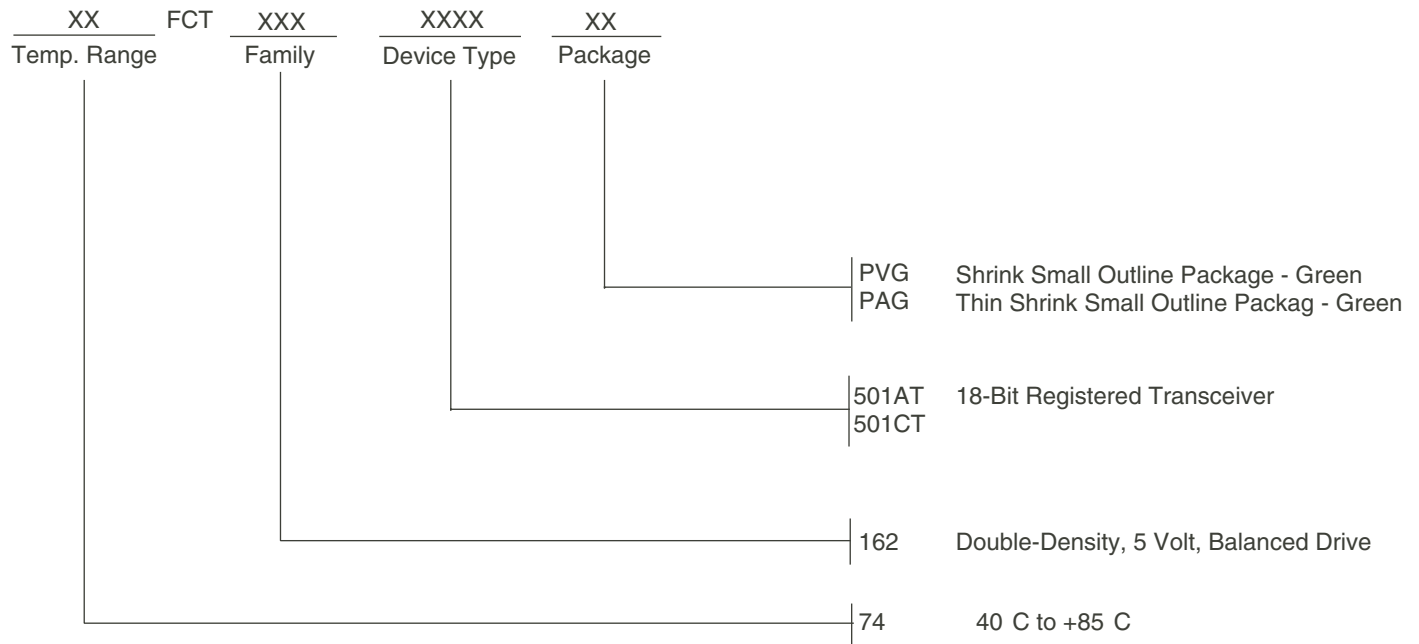 XX FCT XXX XXXX XX
Temp. Range Family Device Type Package
PVG Shrink Small Outline Package - Green
PAG Thin Shrink Small Outline Packag - Green
501AT 18-Bit Registered Transceiver
501CT
162 Double-Density, 5 Volt, Balanced Drive
74 40 C to +85 C